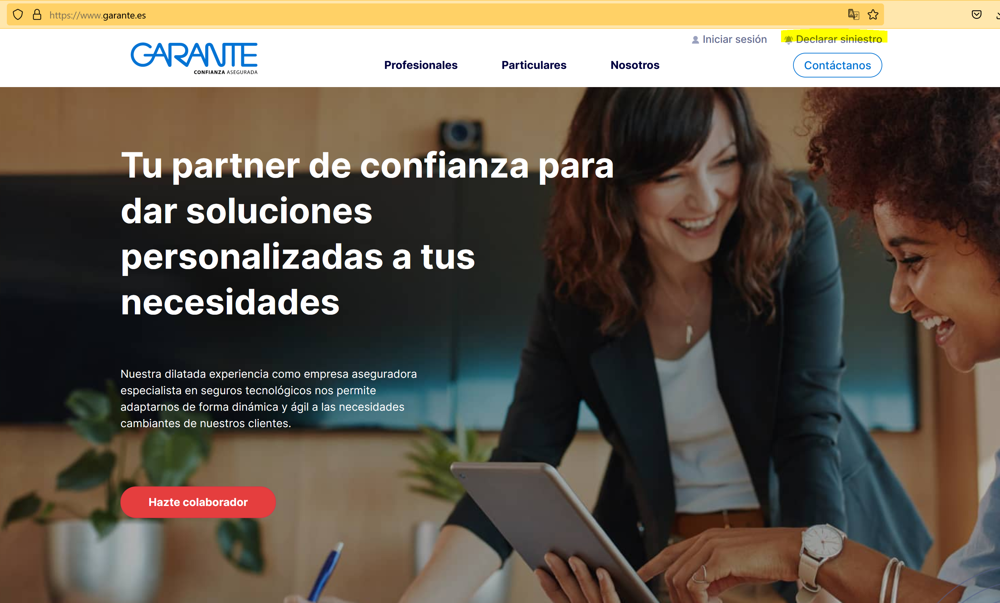 https://www.garante.es
Iniciar sesión
Declarar siniestro
GARANTE
CONFIANZA ASEGURADA
Profesionales
Particulares
Nosotros
Contáctanos
Tu partner de confianza para
dar soluciones
personalizadas a tus
necesidades
Nuestra dilatada experiencia como empresa aseguradora
especialista en seguros tecnológicos nos permite
adaptarnos de forma dinámica y ágil a las necesidades
cambiantes de nuestros clientes.
Hazte colaborador